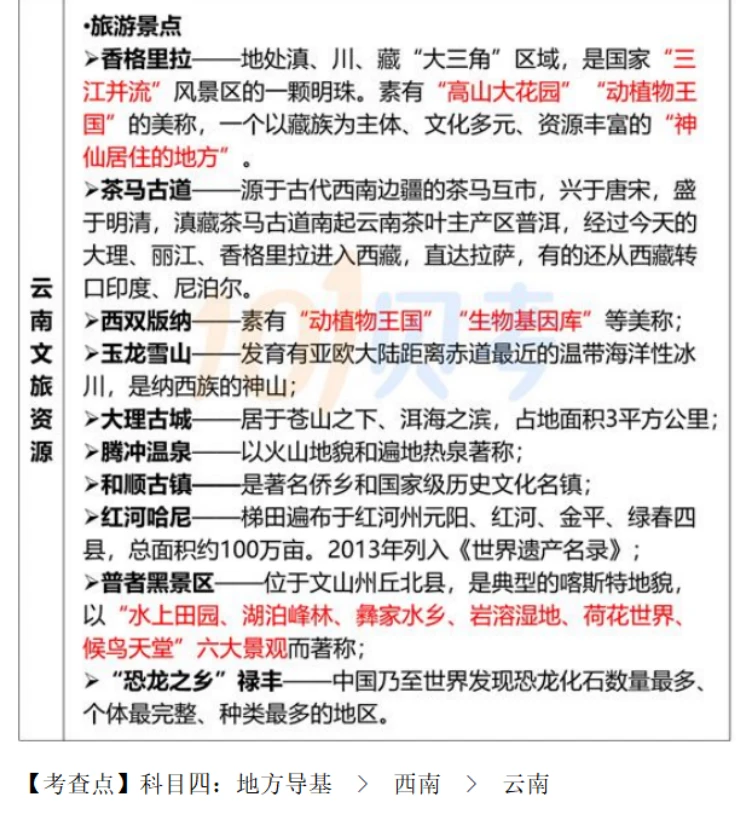 •旅游景点
➢香格里拉——地处滇、川、藏“大三角”区域，是国家“三
江并流”风景区的一颗明珠。素有“高山大花园”“动植物王
国”的美称，一个以藏族为主体、文化多元、资源丰富的“神
仙居住的地方”。
➢茶马古道——源于古代西南边疆的茶马互市，兴于唐宋，盛
于明清，滇藏茶马古道南起云南茶叶主产区普洱，经过今天的
大理、丽江、香格里拉进入西藏，直达拉萨，有的还从西藏转
口印度、尼泊尔。
➢西双版纳——素有“动植物王国”“生物基因库”等美称；
➢玉龙雪山——发育有亚欧大陆距离赤道最近的温带海洋性冰
川，是纳西族的神山；
➢大理古城——居于苍山之下、洱海之滨，占地面积3平方公里；
➢腾冲温泉——以火山地貌和遍地热泉著称；
➢和顺古镇——是著名侨乡和国家级历史文化名镇；
➢红河哈尼——梯田遍布于红河州元阳、红河、金平、绿春四
县，总面积约100万亩。2013年列入《世界遗产名录》；
➢普者黑景区——位于文山州丘北县，是典型的喀斯特地貌，
以“水上田园、湖泊峰林、彝家水乡、岩溶湿地、荷花世界、
候鸟天堂”六大景观而著称；
➢“恐龙之乡”禄丰——中国乃至世界发现恐龙化石数量最多、
个体最完整、种类最多的地区。
云
南
文
旅
资
源
101贝考
【考查点】科目四：地方导基 > 西南 > 云南